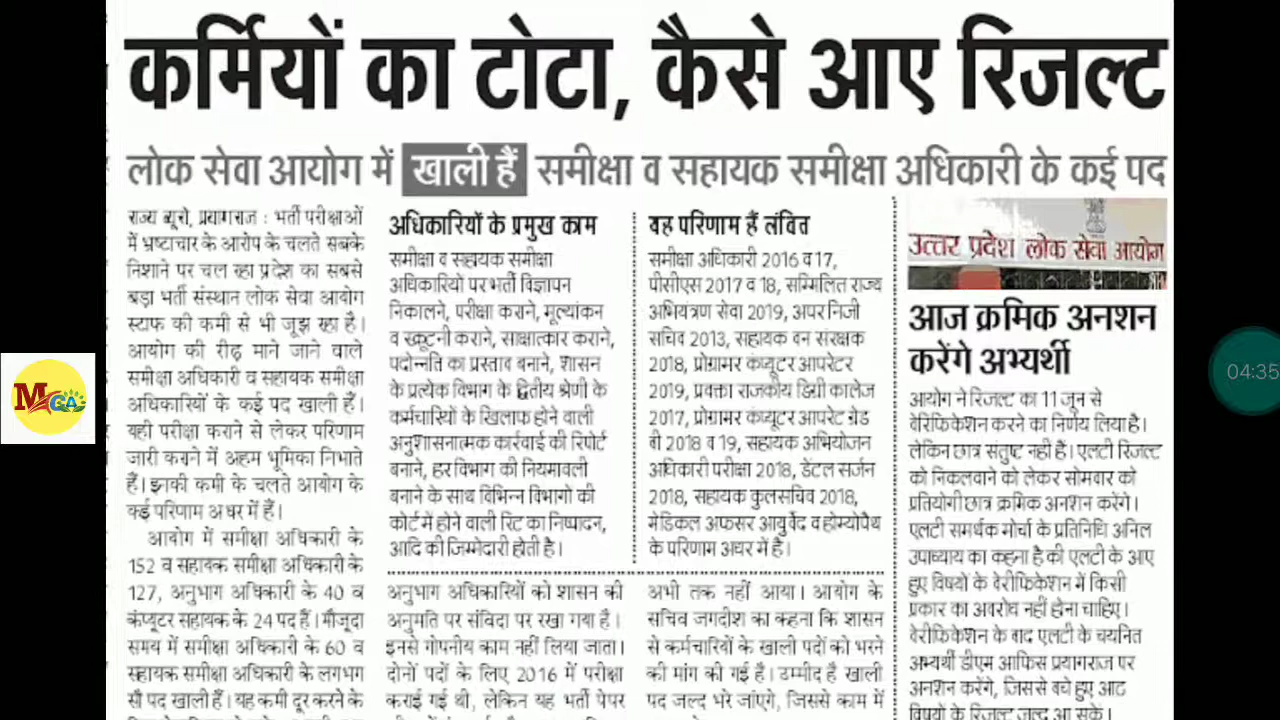 कर्मियों का टोटा, कैसे आए रिजल्ट
लोक सेवा आयोग में खाली हैं समीक्षा व सहायक समीक्षा अधिकारी के कई पद
राज्य ब्यूरो, प्रयागराज : भर्ती परीक्षाओं
में भ्रष्टाचार के आरोप के चलते सबके
निशाने पर चल रहा प्रदेश का सबसे
बड़ा भर्ती संस्थान लोक सेवा आयोग
स्टाफ की कमी से भी जूझ रहा है।
आयोग की रीढ़ माने जाने वाले
समीक्षा अधिकारी व सहायक समीक्षा
अधिकारियों के कई पद खाली हैं।
यही परीक्षा कराने से लेकर परिणाम
जारी कराने में अहम भूमिका निभाते
हैं। इनकी कमी के चलते आयोग के
कई परिणाम अधर में हैं।
आयोग में समीक्षा अधिकारी के
152 व सहायक समीक्षा अधिकारी के
127, अनुभाग अधिकारी के 40 व
कंप्यूटर सहायक के 24 पद हैं। मौजूदा
समय में समीक्षा अधिकारी के 60 व
सहायक समीक्षा अधिकारी के लगभग
सौ पद खाली हैं। यह कमी दूर करने के
अधिकारियों के प्रमुख काम
समीक्षा व सहायक समीक्षा
अधिकारियो पर भर्ती विज्ञापन
निकालने, परीक्षा कराने, मूल्यांकन
व स्क्रूटनी कराने, साक्षात्कार कराने,
पदोन्नति का प्रस्ताव बनाने, शासन
के प्रत्येक विभाग के द्वितीय श्रेणी के
कर्मचारियों के खिलाफ होने वाली
अनुशासनात्मक कार्रवाई की रिपोर्ट
बनाने, हर विभाग की नियमावली
बनाने के साथ विभिन्न विभागो की
कोर्ट में होने वाली रिट का निष्पादन,
आदि की जिम्मेदारी होती है।
वह परिणाम हैं लंबित
समीक्षा अधिकारी 2016 व 17,
पीसीएस 2017 व 18, सम्मिलित राज्य
अभियंत्रण सेवा 2019, अपर निजी
सचिव 2013, सहायक वन संरक्षक
2018, प्रोग्रामर कंप्यूटर आपरेटर
2019, प्रवक्ता राजकीय डिग्री कालेज
2017, प्रोग्रामर कंप्यूटर आपरेट ग्रेड
बी 2018 व 19, सहायक अभियोजन
अधिकारी परीक्षा 2018, डेंटल सर्जन
2018, सहायक कुलसचिव 2018,
मेडिकल अफसर आयुर्वेद व होम्योपैथ
के परिणाम अधर में है।
अनुभाग अधिकारियों को शासन की
अनुमति पर संविदा पर रखा गया है।
इनसे गोपनीय काम नहीं लिया जाता।
दोनों पदों के लिए 2016 में परीक्षा
कराई गई थी, लेकिन यह भर्ती पेपर
अभी तक नहीं आया। आयोग के
सचिव जगदीश का कहना कि शासन
से कर्मचारियों के खाली पदों को भरने
की मांग की गई है। उम्मीद है खाली
पद जल्द भरे जांएगे, जिससे काम में
उत्तर प्रदेश लोक सेवा आयोग
आज क्रमिक अनशन
करेंगे अभ्यर्थी
आयोग ने रिजल्ट का 11 जून से
वेरिफिकेशन करने का निर्णय लिया है।
लेकिन छात्र संतुष्ट नही हैं। एलटी रिजल्ट
को निकलवाने को लेकर सोमवार को
प्रतियोगी छात्र क्रमिक अनशन करेंगे।
एलटी समर्थक मोर्चा के प्रतिनिधि अनिल
उपाध्याय का कहना है की एलटी के आए
हुए विषयों के वेरीफिकेशन में किसी
प्रकार का अवरोध नहीं होना चाहिए।
वेरीफिकेशन के बाद एलटी के चयनित
अभ्यर्थी डीएम आफिस प्रयागराज पर
अनशन करेंगे, जिससे बचे हुए आट
विषयों के रिजल्ट जल्द आ सकें।
MGA
04:35